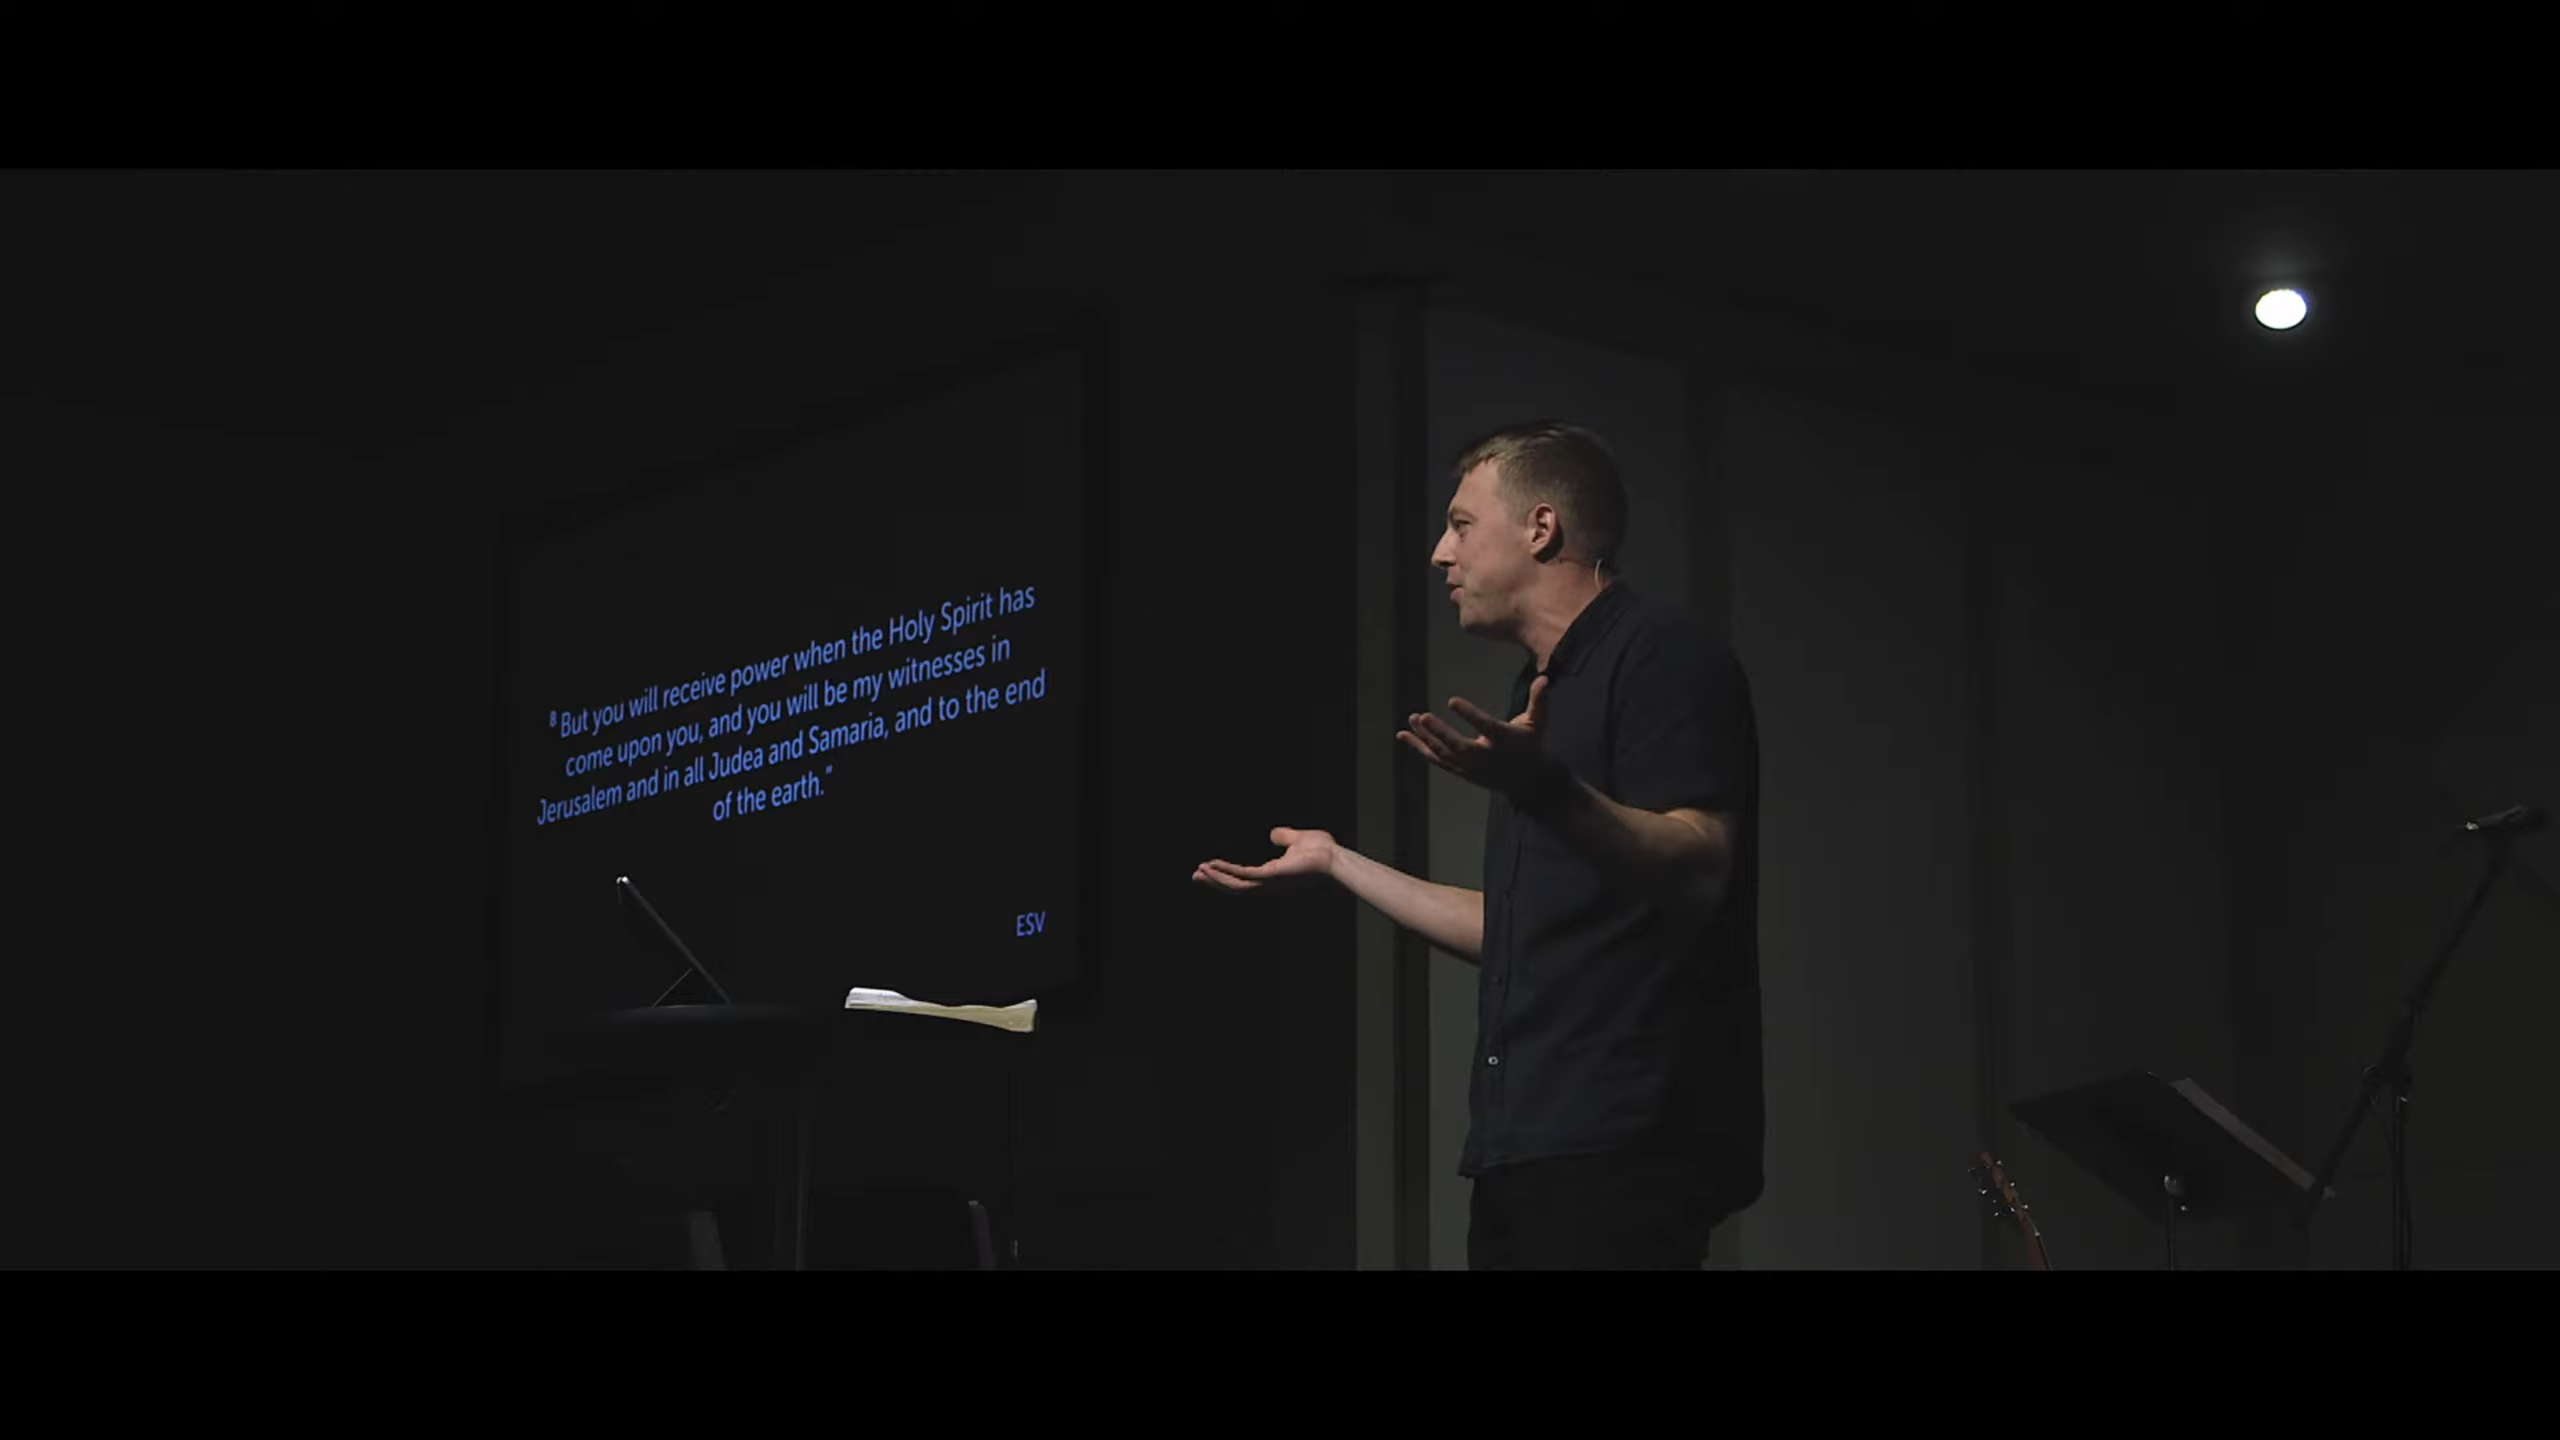 ⁸ But you will receive power when the Holy Spirit has
come upon you, and you will be my witnesses in
Jerusalem and in all Judea and Samaria, and to the end
of the earth.”
ESV